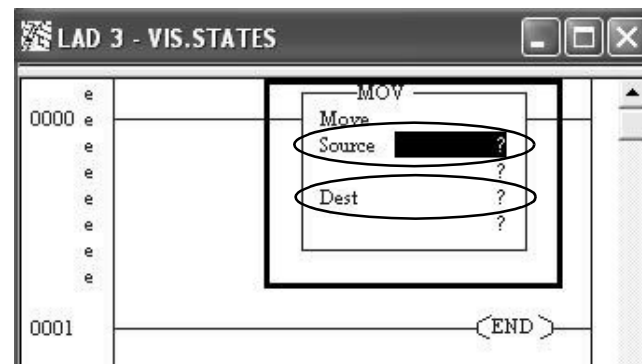 LAD 3 - VIS.STATES
e
MOV
0000 e
Move
e Source ?
e ?
e Dest ?
e ?
e
e
0001 END